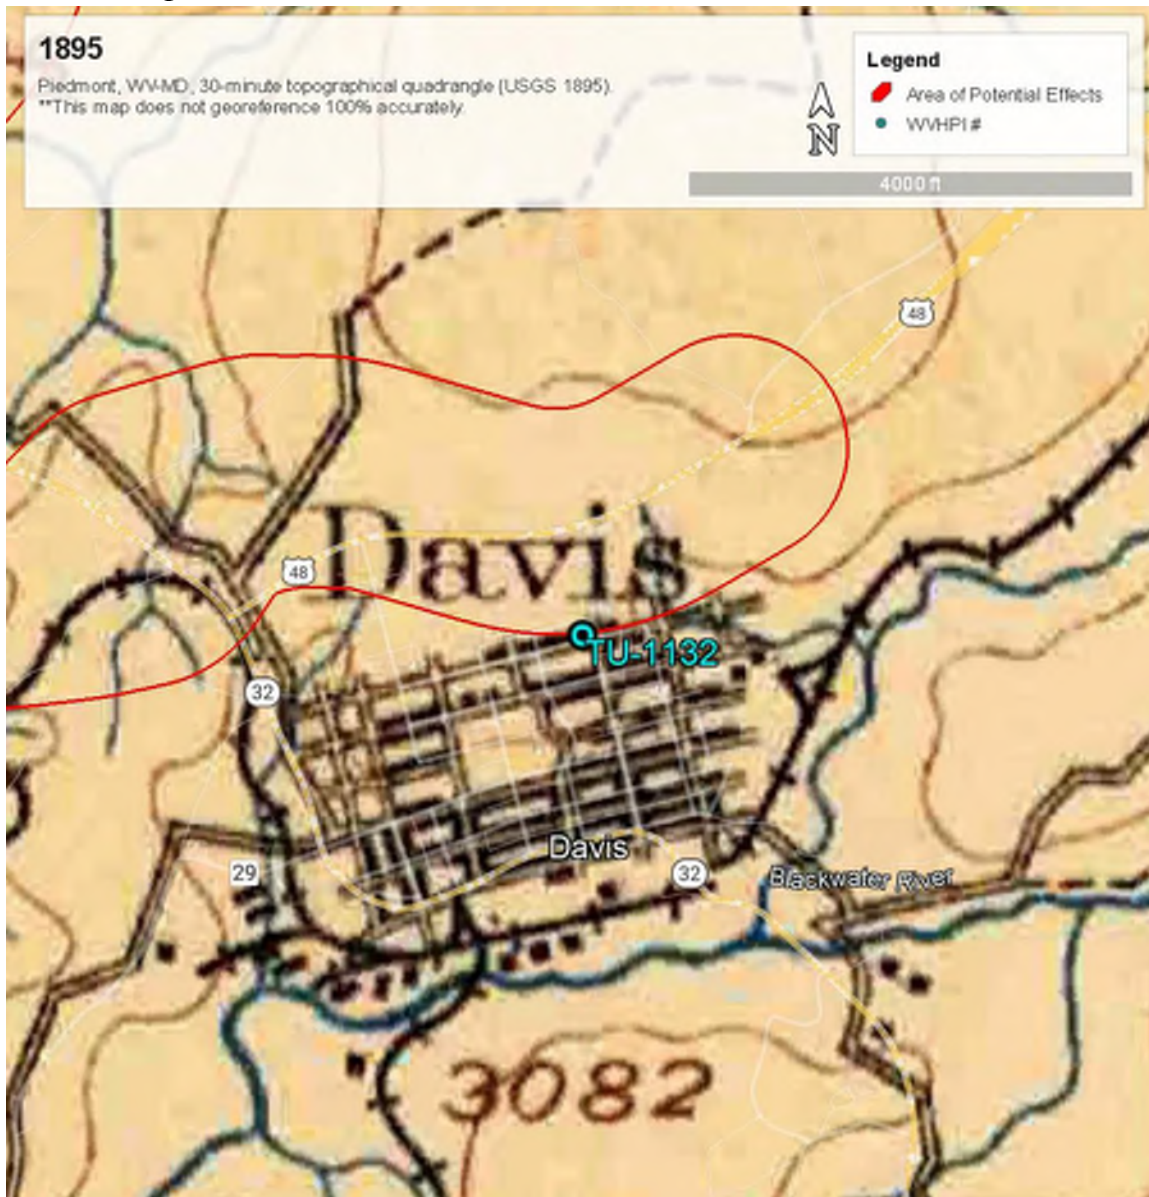 1895
Piedmont, WV-MD, 30-minute topographical quadrangle (USGS 1895).
**This map does not georeference 100% accurately.
Legend
Area of Potential Effects
WVHPI #
N
4000 ft
48
Davis
48
TU-1132
32
Davis
29
32
Blackwater River
3082